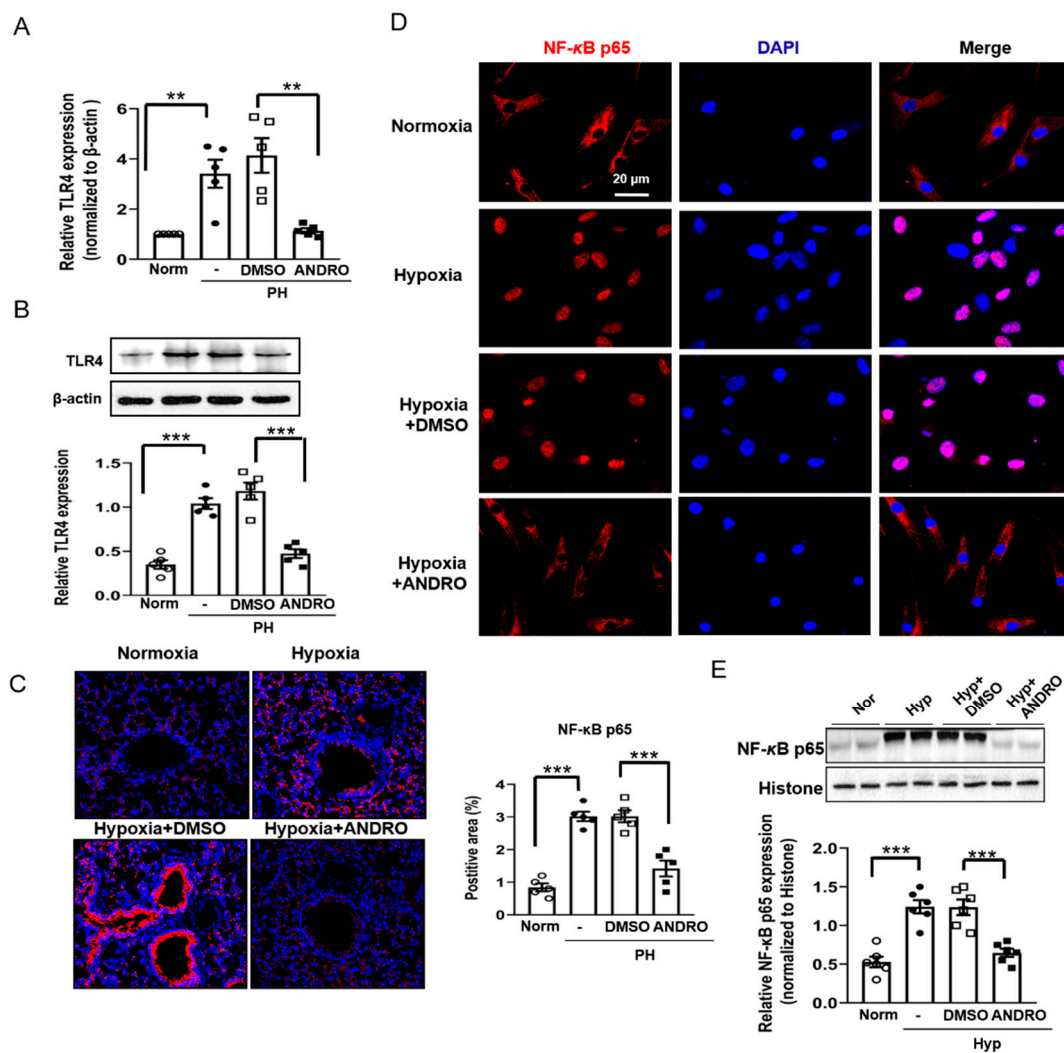 A
Relative TLR4 expression
(normalized to β-actin )
6
4
2
0
**
**
Norm
-
DMSO
ANDRO
PH
B
TLR4
β-actin
Relative TLR4 expression
1.5
1.0
0.5
0.0
***
***
Norm
-
DMSO
ANDRO
PH
C
Normoxia
Hypoxia
Hypoxia+DMSO
Hypoxia+ANDRO
NF-κB p65
Postitive area (%)
4
3
2
1
0
***
***
Norm
-
DMSO
ANDRO
PH
D
NF-κB p65
DAPI
Merge
Normoxia
20 μm
Hypoxia
Hypoxia
+DMSO
Hypoxia
+ANDRO
E
Nor
Hyp
Hyp+
DMSO
Hyp+
ANDRO
NF-κB p65
Histone
Relative NF-κB p65 expression
(normalized to Histone)
2.0
1.5
1.0
0.5
0.0
***
***
Norm
-
DMSO
ANDRO
Hyp